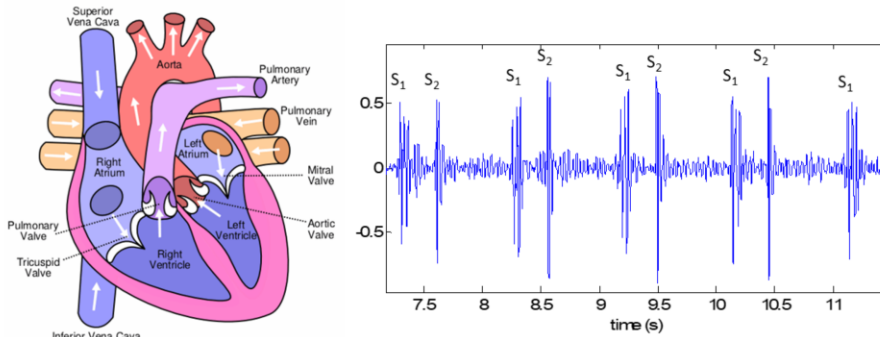 Superior
Vena Cava
Aorta
Pulmonary
Artery
Pulmonary
Vein
Left
Atrium
Right
Atrium
Mitral
Valve
Pulmonary
Valve
Aortic
Valve
Left
Ventricle
Tricuspid
Valve
Right
Ventricle
Inferior Vena Cava
S₁ S₂ S₁ S₂ S₁ S₂ S₁ S₂ S₁
0.5
0
-0.5
7.5 8 8.5 9 9.5 10 10.5 11
time (s)